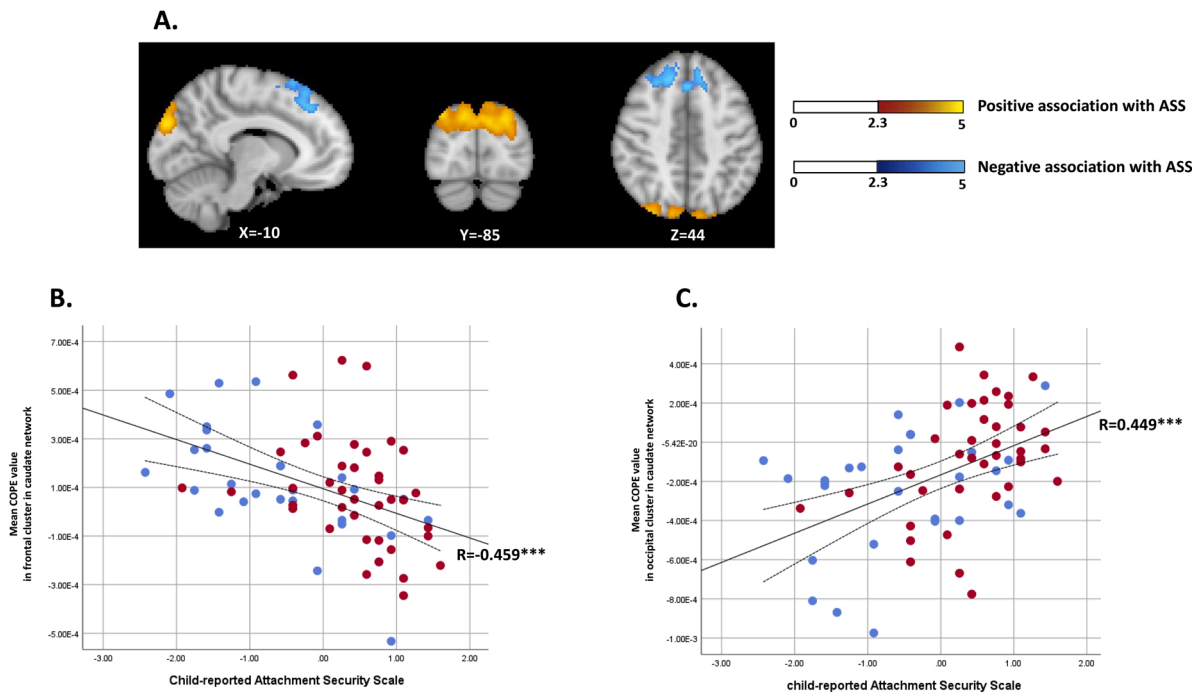 A.
X=-10
Y=-85
Z=44
0
2.3
5
Positive association with ASS
0
2.3
5
Negative association with ASS
B.
Mean COPE value
in frontal cluster in caudate network
7.00E-4
5.00E-4
3.00E-4
1.00E-4
-1.00E-4
-3.00E-4
-5.00E-4
R=-0.459***
-3.00
-2.00
-1.00
.00
1.00
2.00
Child-reported Attachment Security Scale
C.
Mean COPE value
in occipital cluster in caudate network
4.00E-4
2.00E-4
-5.42E-20
-2.00E-4
-4.00E-4
-6.00E-4
-8.00E-4
-1.00E-3
R=0.449***
-3.00
-2.00
-1.00
.00
1.00
2.00
child-reported Attachment Security Scale